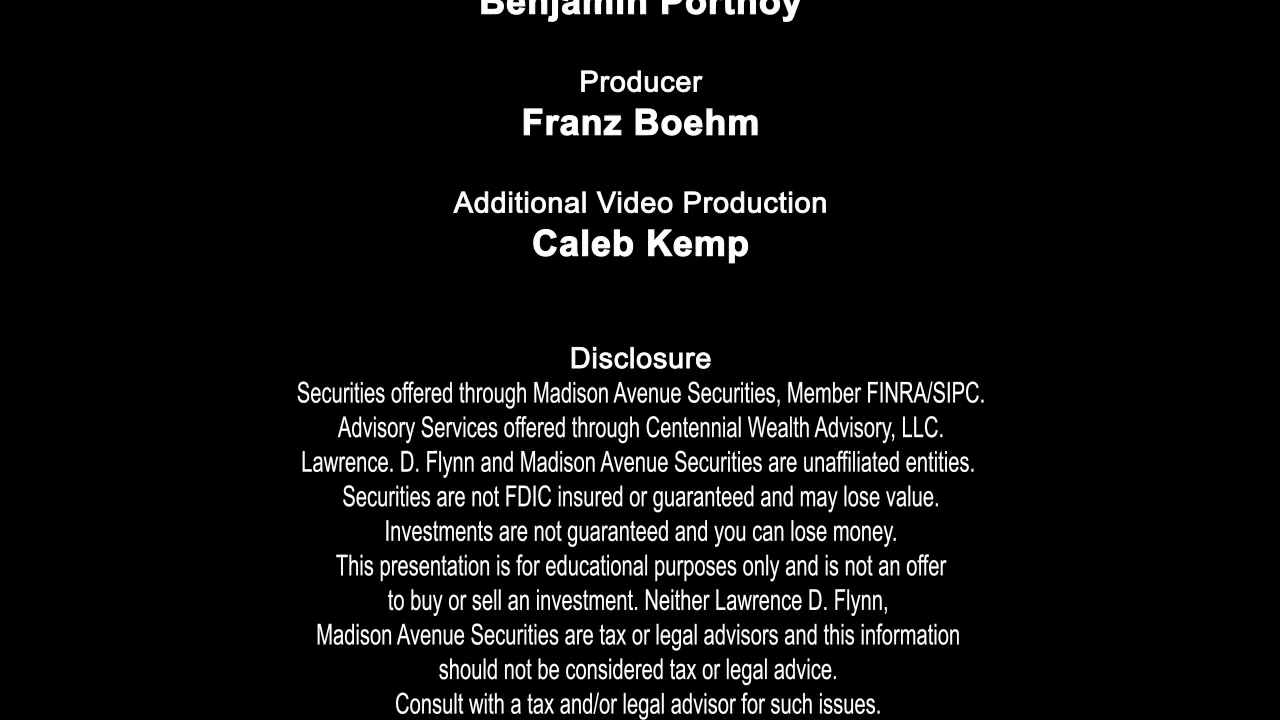 Benjamin Portnoy
Producer
Franz Boehm
Additional Video Production
Caleb Kemp
Disclosure
Securities offered through Madison Avenue Securities, Member FINRA/SIPC.
Advisory Services offered through Centennial Wealth Advisory, LLC.
Lawrence. D. Flynn and Madison Avenue Securities are unaffiliated entities.
Securities are not FDIC insured or guaranteed and may lose value.
Investments are not guaranteed and you can lose money.
This presentation is for educational purposes only and is not an offer
to buy or sell an investment. Neither Lawrence D. Flynn,
Madison Avenue Securities are tax or legal advisors and this information
should not be considered tax or legal advice.
Consult with a tax and/or legal advisor for such issues.